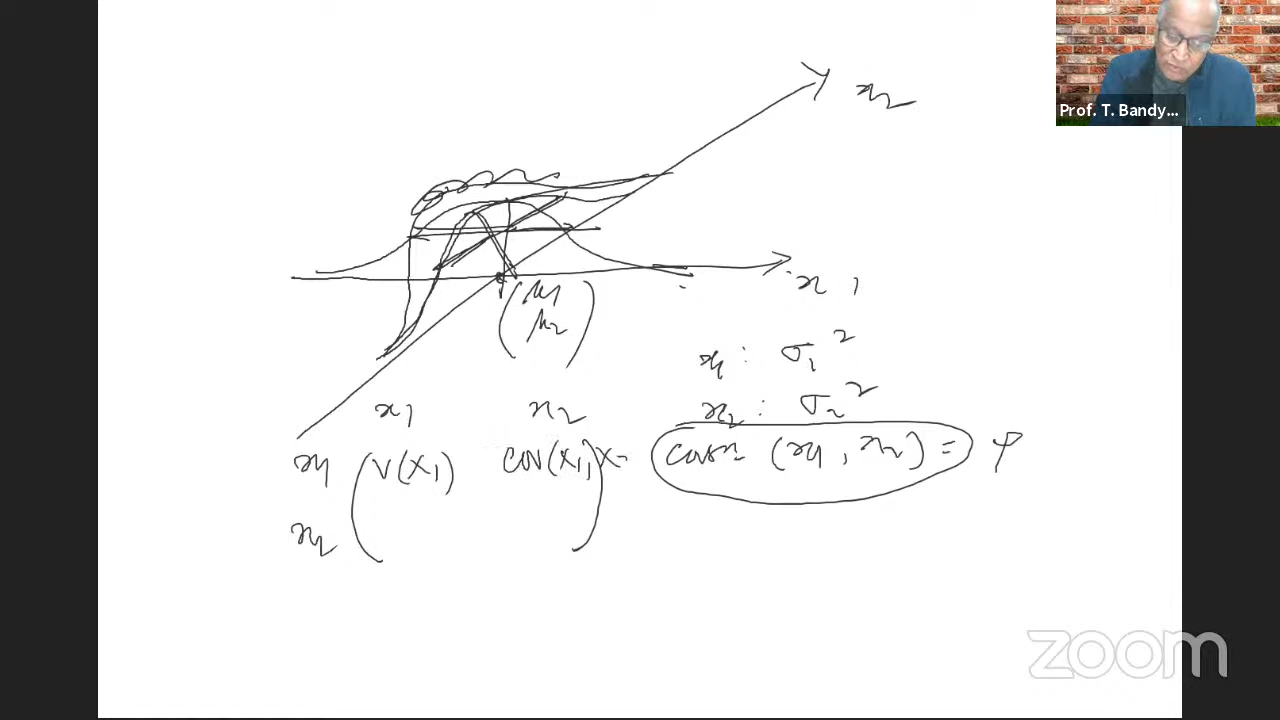 Prof. T. Bandy...
x2
x1
(μ1
μ2)
x1 : σ1²
x2 : σ2²
x1 x2
x1 (V(X1) COV(X1, X2
corrn (x1, x2) = ρ
x2
zoom